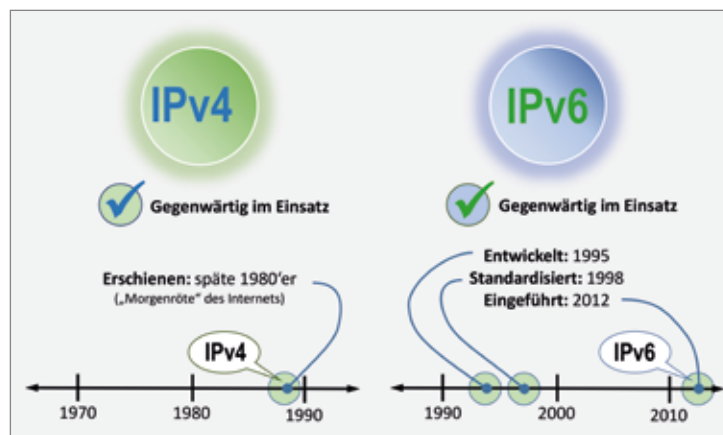 IPv4
Gegenwärtig im Einsatz
Erschienen: späte 1980'er
(„Morgenröte" des Internets)
IPv4
1970 1980 1990
IPv6
Gegenwärtig im Einsatz
Entwickelt: 1995
Standardisiert: 1998
Eingeführt: 2012
IPv6
1990 2000 2010